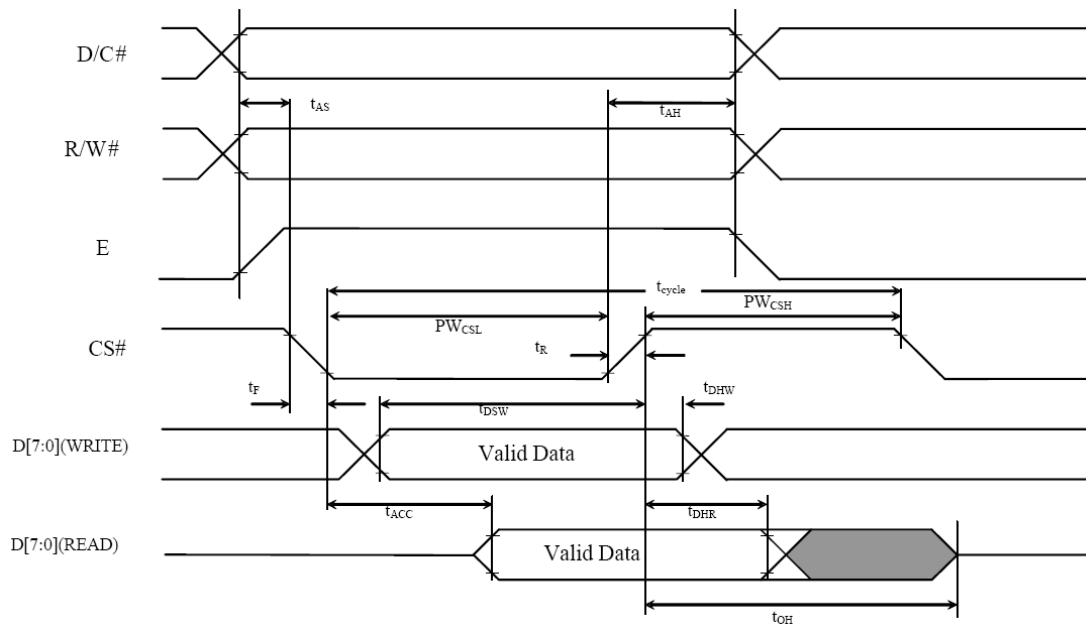 D/C#
tAS
tAH
R/W#
E
tcycle
PWCSL
PWCSH
CS#
tR
tF
tDSW
tDHW
D[7:0](WRITE)
Valid Data
tACC
tDHR
D[7:0](READ)
Valid Data
tOH